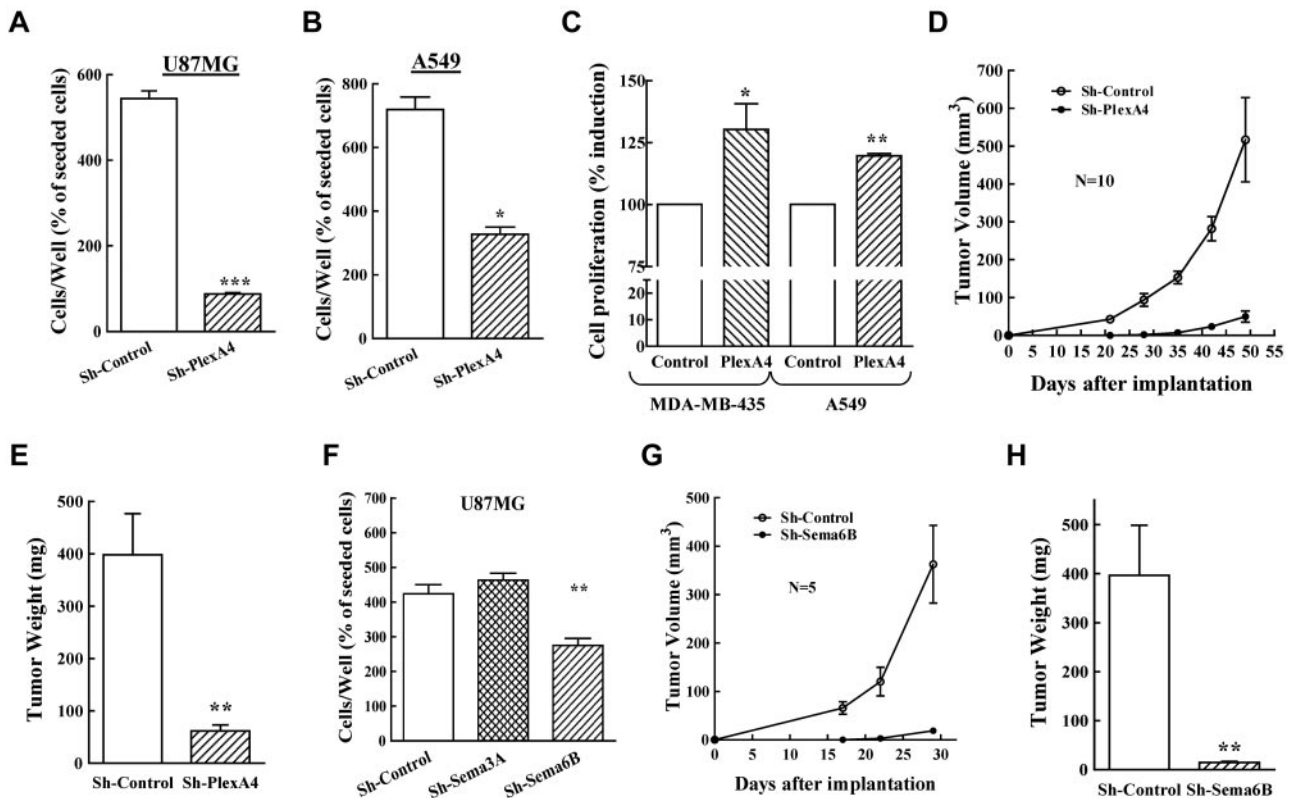 A
U87MG
Cells/Well (% of seeded cells)
600
400
200
0
***
Sh-Control
Sh-PlexA4
B
A549
Cells/Well (% of seeded cells)
800
600
400
200
0
*
Sh-Control
Sh-PlexA4
C
Cell proliferation (% induction)
150
125
100
75
25
20
10
0
*
**
Control
PlexA4
Control
PlexA4
MDA-MB-435
A549
D
Tumor Volume (mm3)
700
600
500
400
300
200
100
0
Sh-Control
Sh-PlexA4
N=10
0 5 10 15 20 25 30 35 40 45 50 55
Days after implantation
E
Tumor Weight (mg)
500
400
300
200
100
0
**
Sh-Control
Sh-PlexA4
F
U87MG
Cells/Well (% of seeded cells)
700
600
500
400
300
200
100
0
**
Sh-Control
Sh-Sema3A
Sh-Sema6B
G
Tumor Volume (mm3)
500
400
300
200
100
0
Sh-Control
Sh-Sema6B
N=5
0 5 10 15 20 25 30
Days after implantation
H
Tumor Weight (mg)
500
400
300
200
100
0
**
Sh-Control
Sh-Sema6B